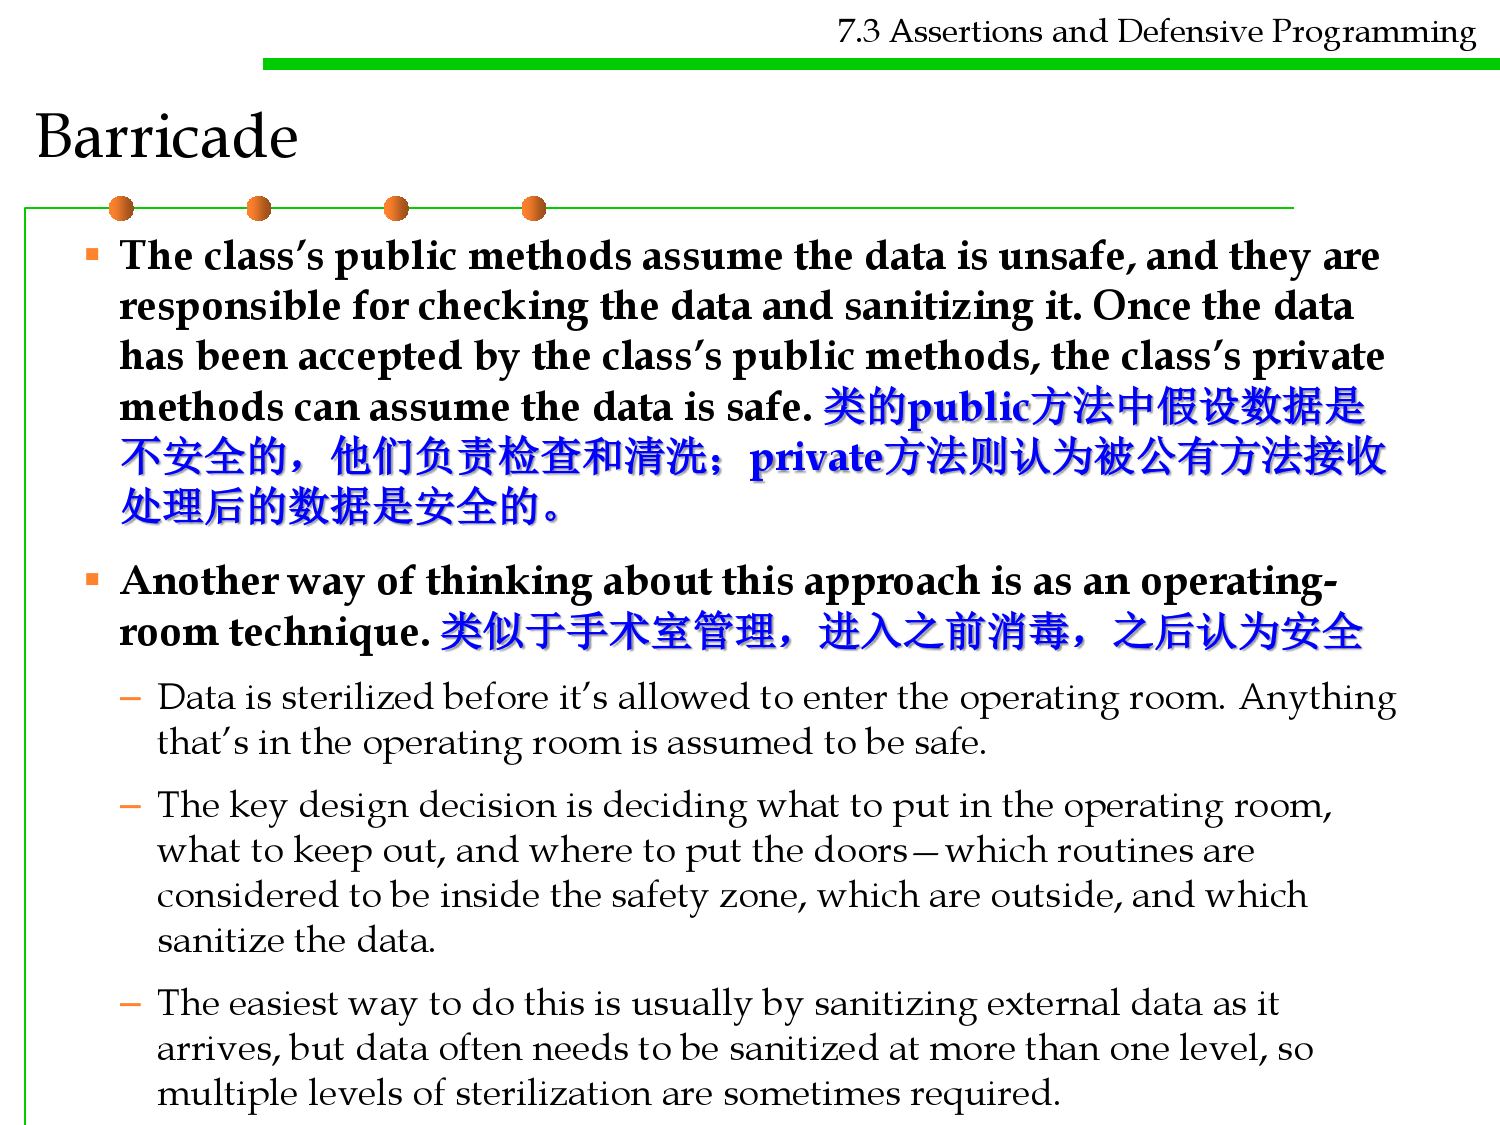 7.3 Assertions and Defensive Programming
Barricade
▪ The class’s public methods assume the data is unsafe, and they are
responsible for checking the data and sanitizing it. Once the data
has been accepted by the class’s public methods, the class’s private
methods can assume the data is safe. 类的public方法中假设数据是
不安全的，他们负责检查和清洗；private方法则认为被公有方法接收
处理后的数据是安全的。
▪ Another way of thinking about this approach is as an operating-
room technique. 类似于手术室管理，进入之前消毒，之后认为安全
– Data is sterilized before it’s allowed to enter the operating room. Anything
that’s in the operating room is assumed to be safe.
– The key design decision is deciding what to put in the operating room,
what to keep out, and where to put the doors—which routines are
considered to be inside the safety zone, which are outside, and which
sanitize the data.
– The easiest way to do this is usually by sanitizing external data as it
arrives, but data often needs to be sanitized at more than one level, so
multiple levels of sterilization are sometimes required.